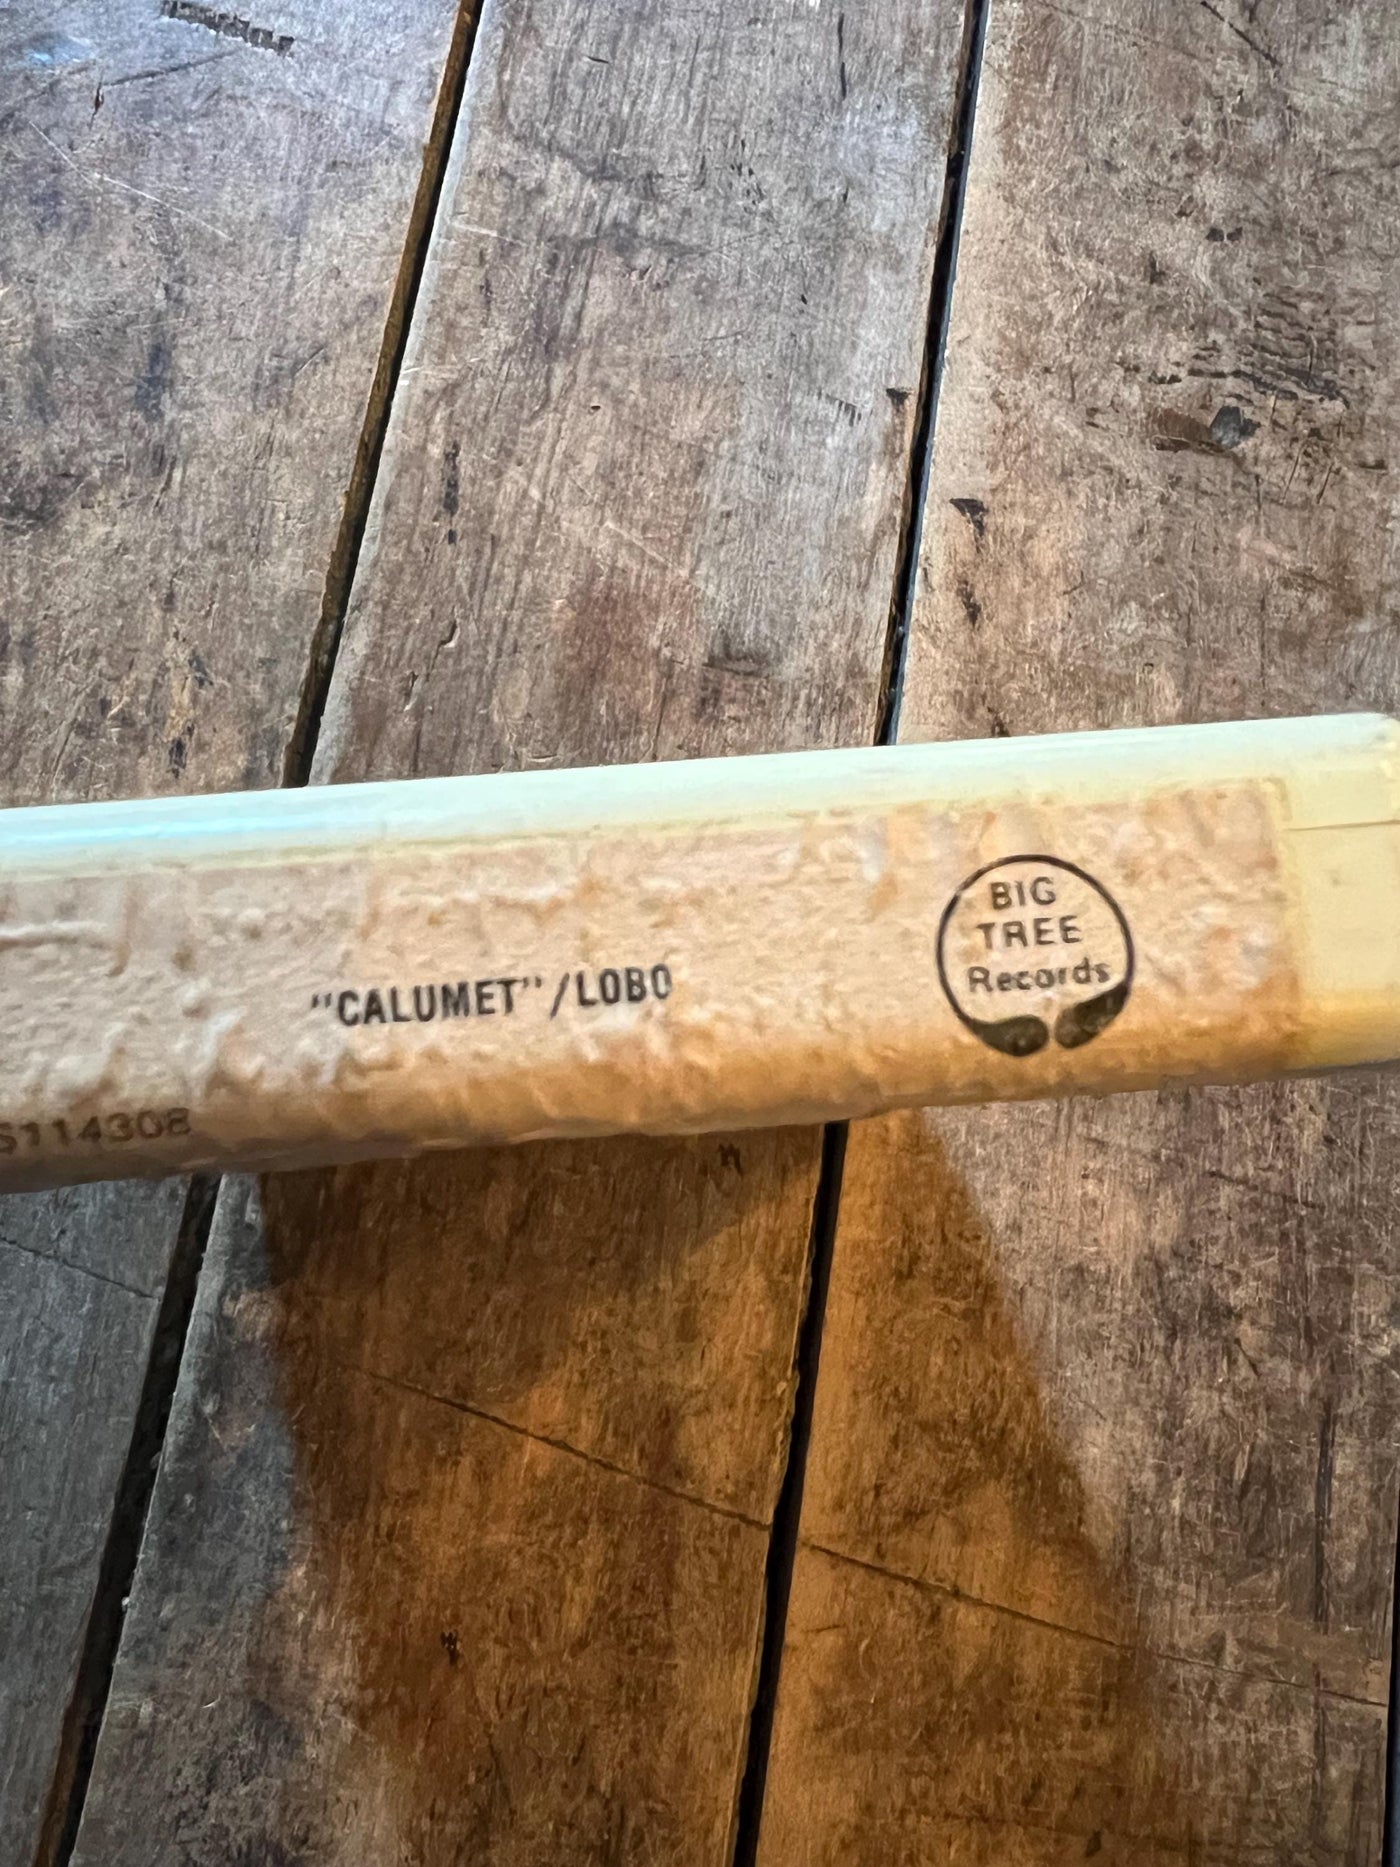 "CALUMET"/LOBO
BIG
TREE
Records
S114308